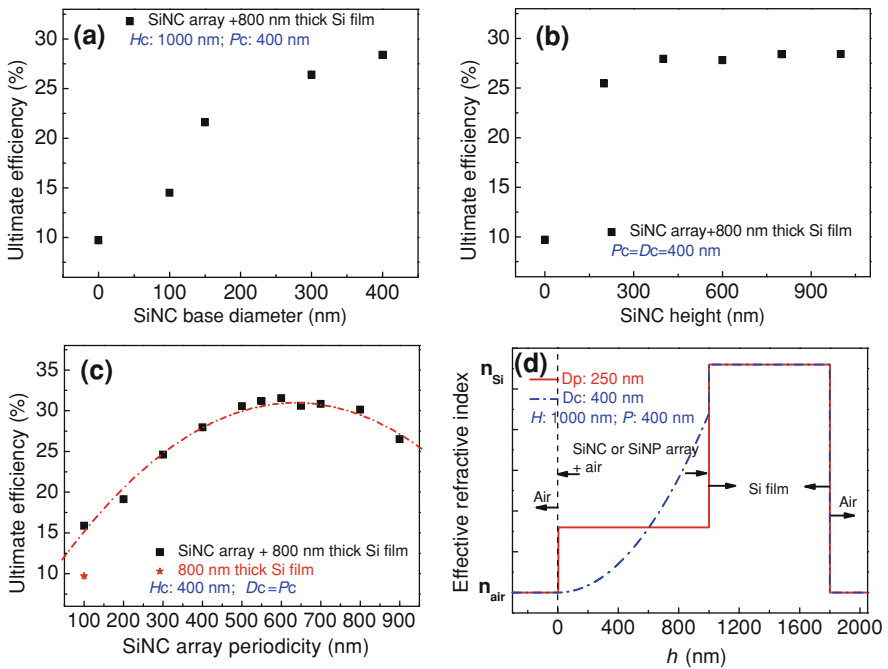 (a)
SiNC array +800 nm thick Si film
Hc: 1000 nm; Pc: 400 nm
Ultimate efficiency (%)
30
25
20
15
10
0 100 200 300 400
SiNC base diameter (nm)
(b)
SiNC array+800 nm thick Si film
Pc=Dc=400 nm
Ultimate efficiency (%)
30
25
20
15
10
0 300 600 900
SiNC height (nm)
(c)
SiNC array + 800 nm thick Si film
800 nm thick Si film
Hc: 400 nm; Dc=Pc
Ultimate efficiency (%)
35
30
25
20
15
10
100 200 300 400 500 600 700 800 900
SiNC array periodicity (nm)
(d)
Dp: 250 nm
Dc: 400 nm
H: 1000 nm; P: 400 nm
SiNC or SiNP array
+ air
Air
Si film
Air
Effective refractive index
nSi
nair
0 400 800 1200 1600 2000
h (nm)